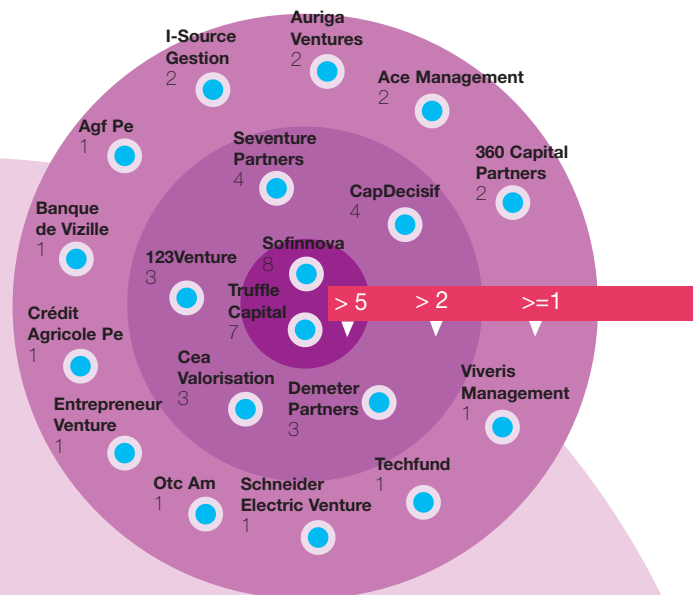 Auriga
Ventures
2
I-Source
Gestion
2
Ace Management
2
Agf Pe
1
Seventure
Partners
4
360 Capital
Partners
2
CapDecisif
4
Banque
de Vizille
1
Sofinnova
8
123Venture
3
Truffle
Capital
7
> 5
> 2
>=1
Crédit
Agricole Pe
1
Cea
Valorisation
3
Demeter
Partners
3
Viveris
Management
1
Entrepreneur
Venture
1
Techfund
1
Otc Am
1
Schneider
Electric Venture
1